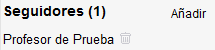 Seguidores (1) Añadir
Profesor de Prueba